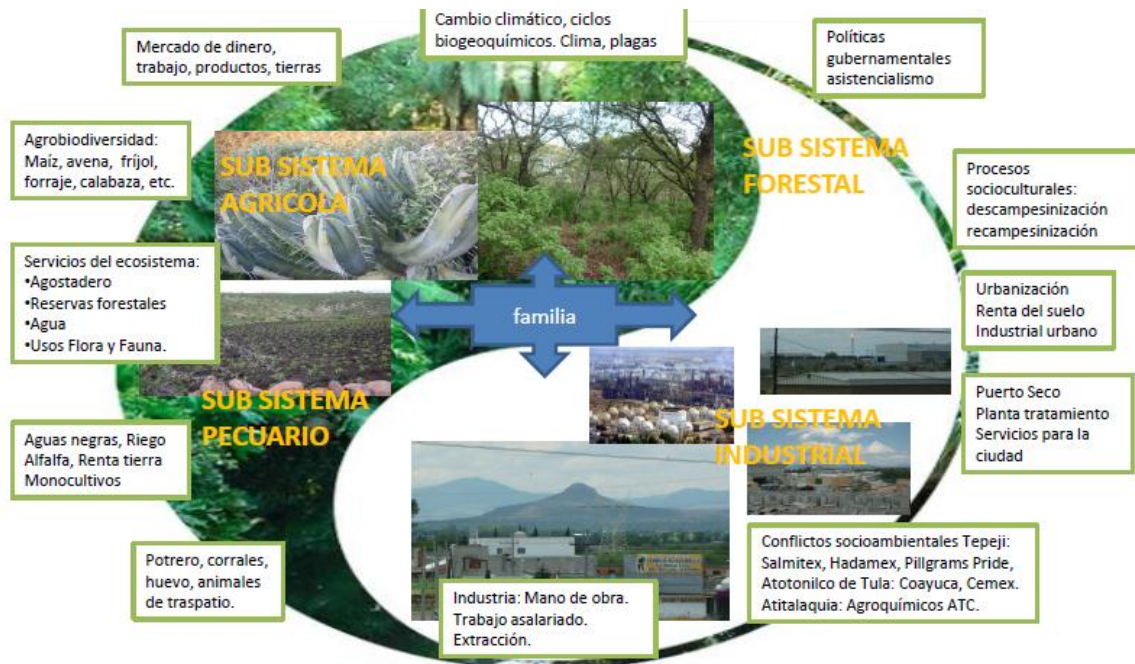 Cambio climático, ciclos
biogeoquímicos. Clima, plagas
Mercado de dinero,
trabajo, productos, tierras
Políticas
gubernamentales
asistencialismo
Agrobiodiversidad:
Maíz, avena, fríjol,
forraje, calabaza, etc.
SUB SISTEMA
AGRICOLA
SUB SISTEMA
FORESTAL
Procesos
socioculturales:
descampesinización
recampesinización
Servicios del ecosistema:
•Agostadero
•Reservas forestales
•Agua
•Usos Flora y Fauna.
familia
Urbanización
Renta del suelo
Industrial urbano
SUB SISTEMA
PECUARIO
SUB SISTEMA
INDUSTRIAL
Puerto Seco
Planta tratamiento
Servicios para la
ciudad
Aguas negras, Riego
Alfalfa, Renta tierra
Monocultivos
Potrero, corrales,
huevo, animales
de traspatio.
Industria: Mano de obra.
Trabajo asalariado.
Extracción.
Conflictos socioambientales Tepeji:
Salmitex, Hadamex, Pillgrams Pride,
Atotonilco de Tula: Coayuca, Cemex.
Atitalaquia: Agroquímicos ATC.